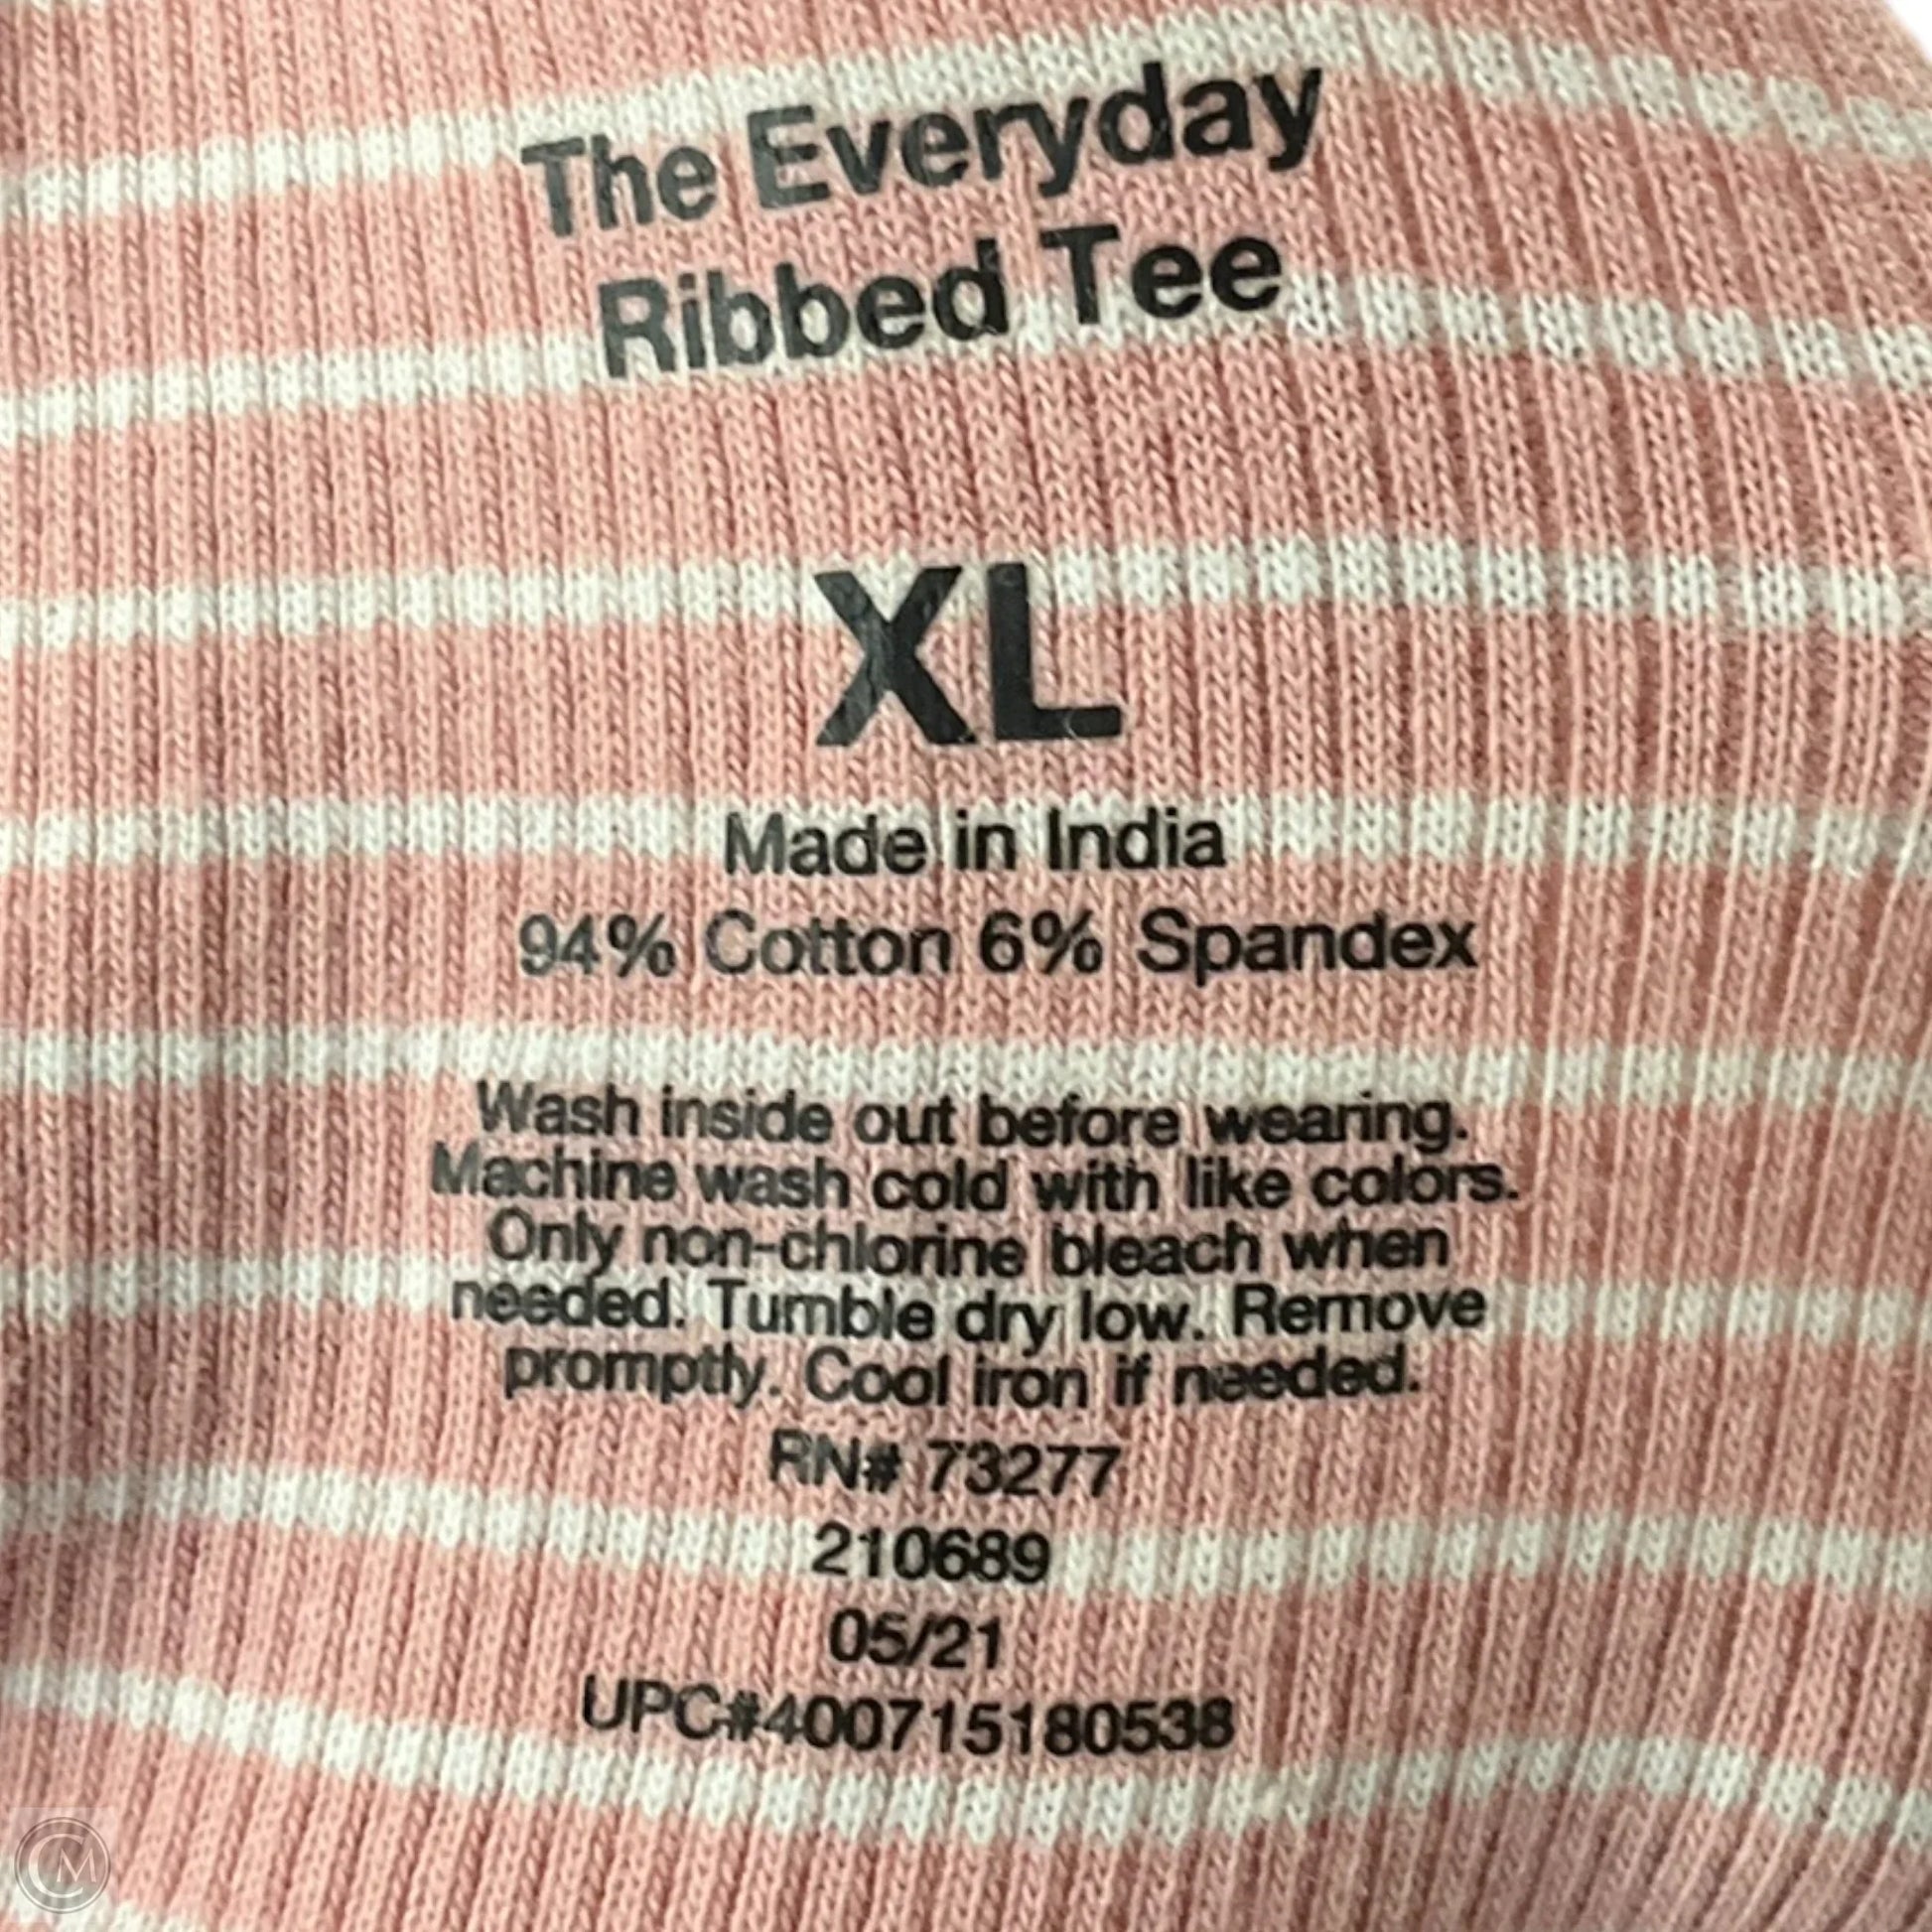 The Everyday
Ribbed Tee
XL
Made in India
94% Cotton 6% Spandex
Wash inside out before wearing.
Machine wash cold with like colors.
Only non-chlorine bleach when
needed. Tumble dry low. Remove
promptly. Cool iron if needed.
RN# 73277
210689
05/21
UPC#400715180538
CM